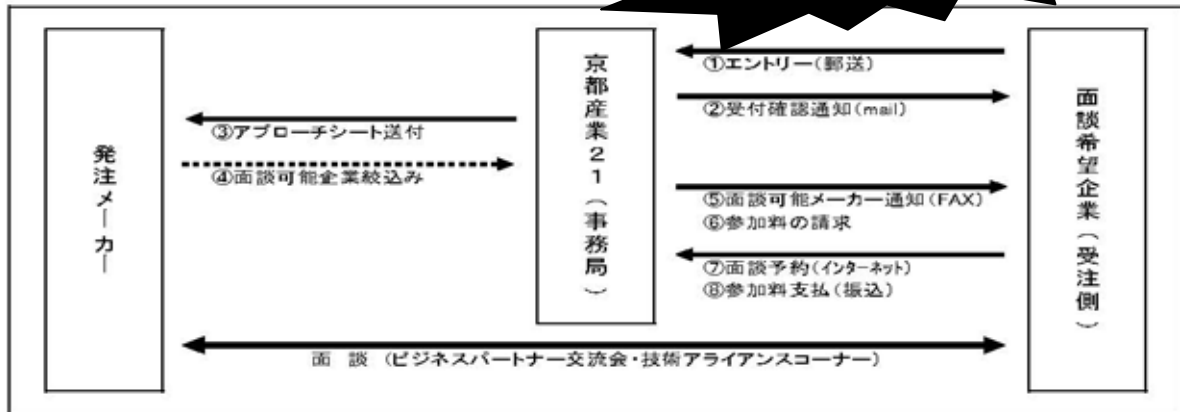 発注メーカー
京都産業21(事務局)
面談希望企業(受注側)
①エントリー(郵送)
②受付確認通知(mail)
③アプローチシート送付
④面談可能企業絞込み
⑤面談可能メーカー通知(FAX)
⑥参加料の請求
⑦面談予約(インターネット)
⑧参加料支払(振込)
面 談 (ビジネスパートナー交流会・技術アライアンスコーナー)